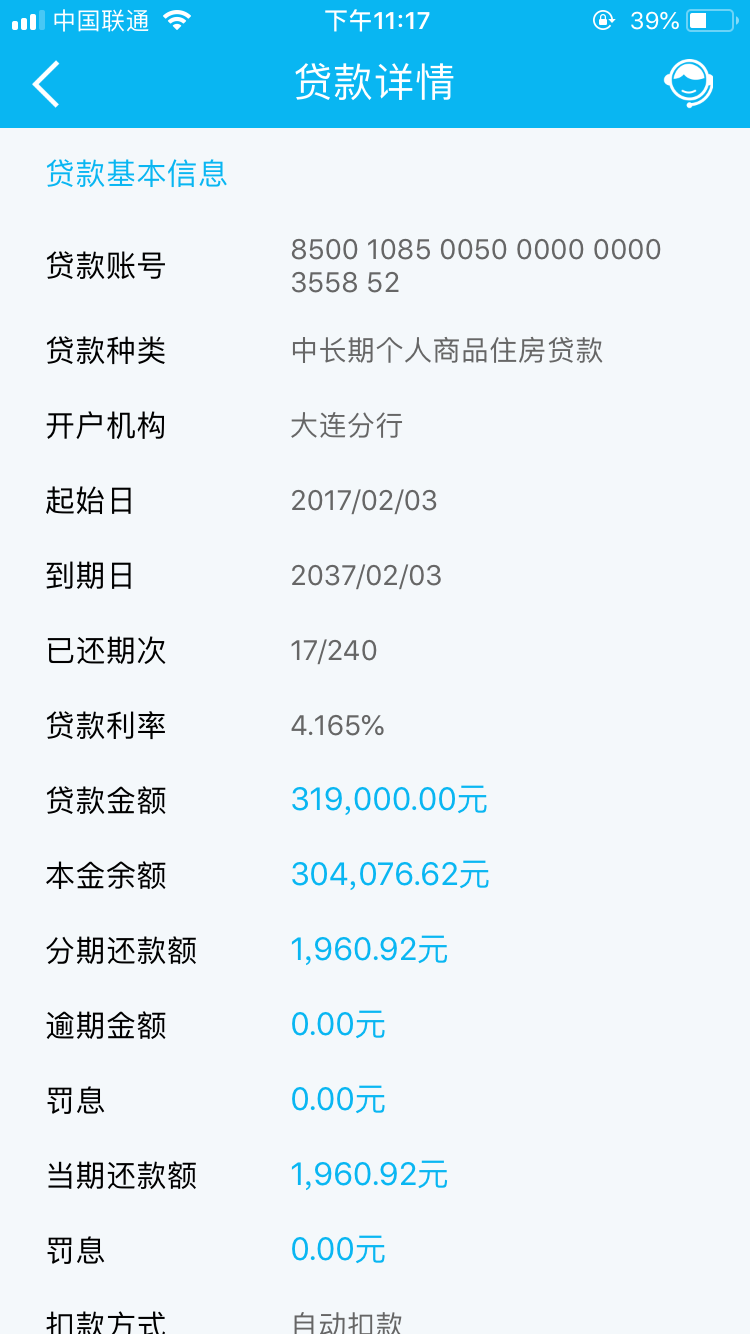 中国联通 下午11:17 39%
贷款详情
贷款基本信息
贷款账号 8500 1085 0050 0000 0000
3558 52
贷款种类 中长期个人商品住房贷款
开户机构 大连分行
起始日 2017/02/03
到期日 2037/02/03
已还期次 17/240
贷款利率 4.165%
贷款金额 319,000.00元
本金余额 304,076.62元
分期还款额 1,960.92元
逾期金额 0.00元
罚息 0.00元
当期还款额 1,960.92元
罚息 0.00元
扣款方式 自动扣款